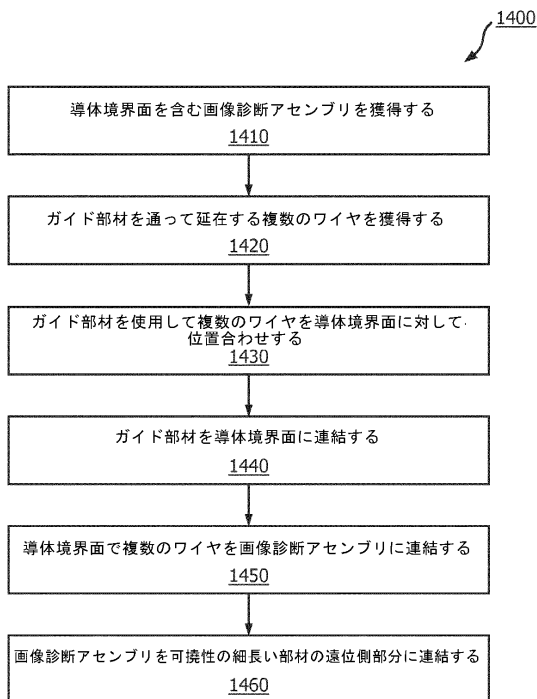 1400
導体境界面を含む画像診断アセンブリを獲得する
1410
ガイド部材を通って延在する複数のワイヤを獲得する
1420
ガイド部材を使用して複数のワイヤを導体境界面に対して
位置合わせする
1430
ガイド部材を導体境界面に連結する
1440
導体境界面で複数のワイヤを画像診断アセンブリに連結する
1450
画像診断アセンブリを可撓性の細長い部材の遠位側部分に連結する
1460